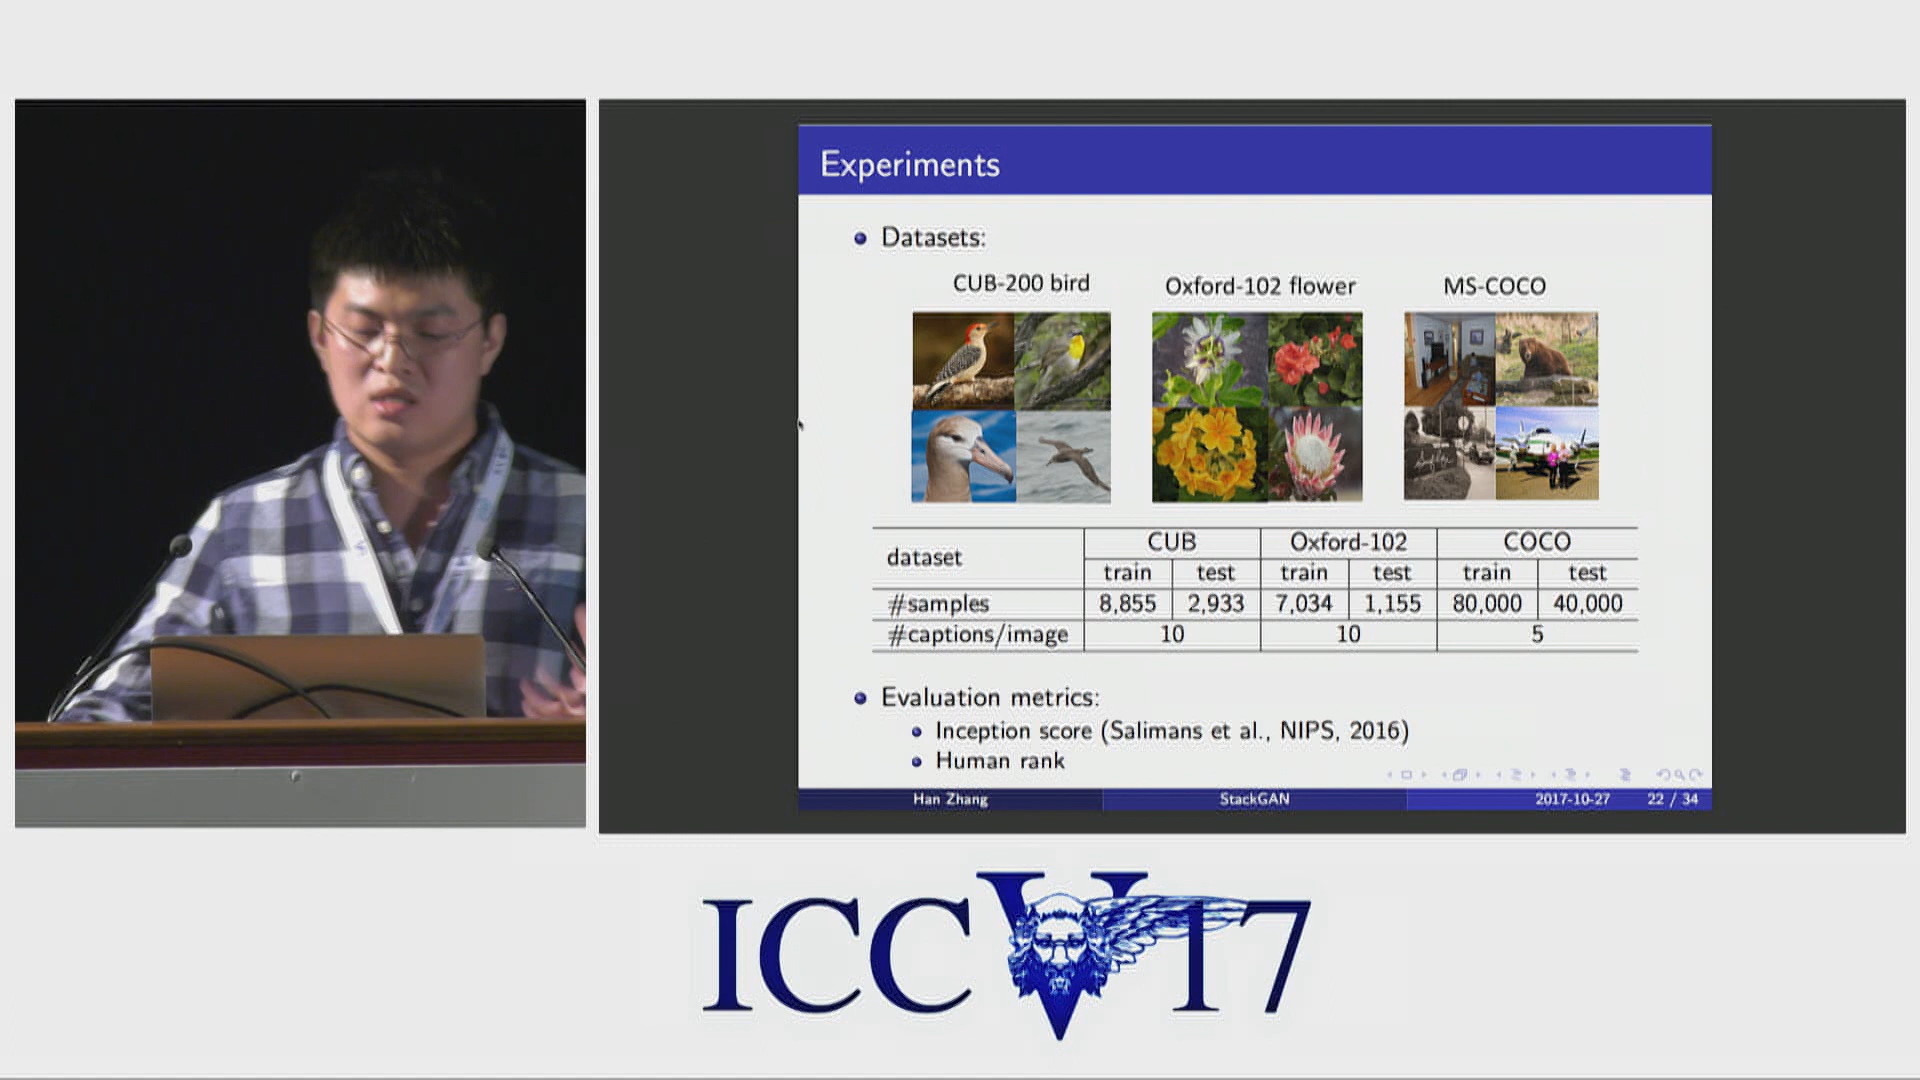 Experiments
Datasets:
CUB-200 bird Oxford-102 flower MS-COCO
dataset CUB Oxford-102 COCO
train test train test train test
#samples 8,855 2,933 7,034 1,155 80,000 40,000
#captions/image 10 10 5
Evaluation metrics:
Inception score (Salimans et al., NIPS, 2016)
Human rank
Han Zhang StackGAN 2017-10-27 22 / 34
ICCV17